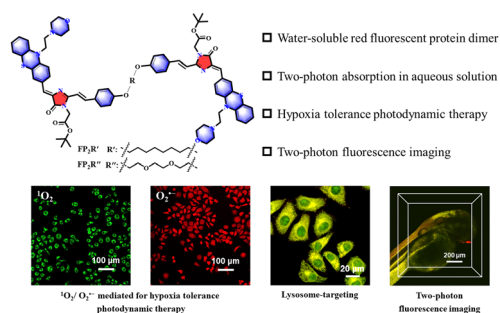 Water-soluble red fluorescent protein dimer
Two-photon absorption in aqueous solution
Hypoxia tolerance photodynamic therapy
Two-photon fluorescence imaging
O
N
N
O
N
N
O
O
O
R
O
O
O
N
N
O
N
N
N
O
FP₂R′ R′:
FP₂R″ R″:
¹O₂
100 μm
O₂•−
100 μm
20 μm
200 μm
¹O₂/ O₂•− mediated for hypoxia tolerance
photodynamic therapy
Lysosome-targeting
Two-photon
fluorescence imaging